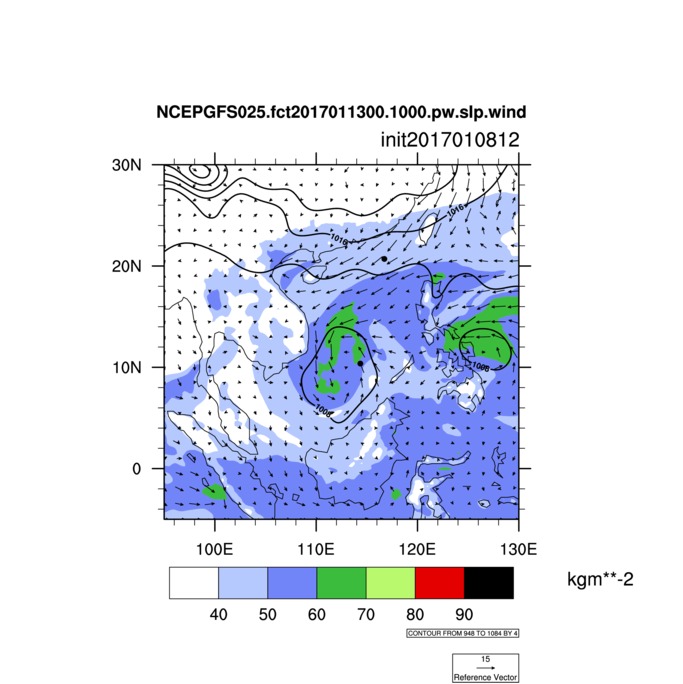 NCEPGFS025.fct2017011300.1000.pw.slp.wind
init2017010812
30N
1016
1016
20N
1008
10N
1008
0
100E 110E 120E 130E
kgm**-2
40 50 60 70 80 90
CONTOUR FROM 948 TO 1084 BY 4
15
Reference Vector